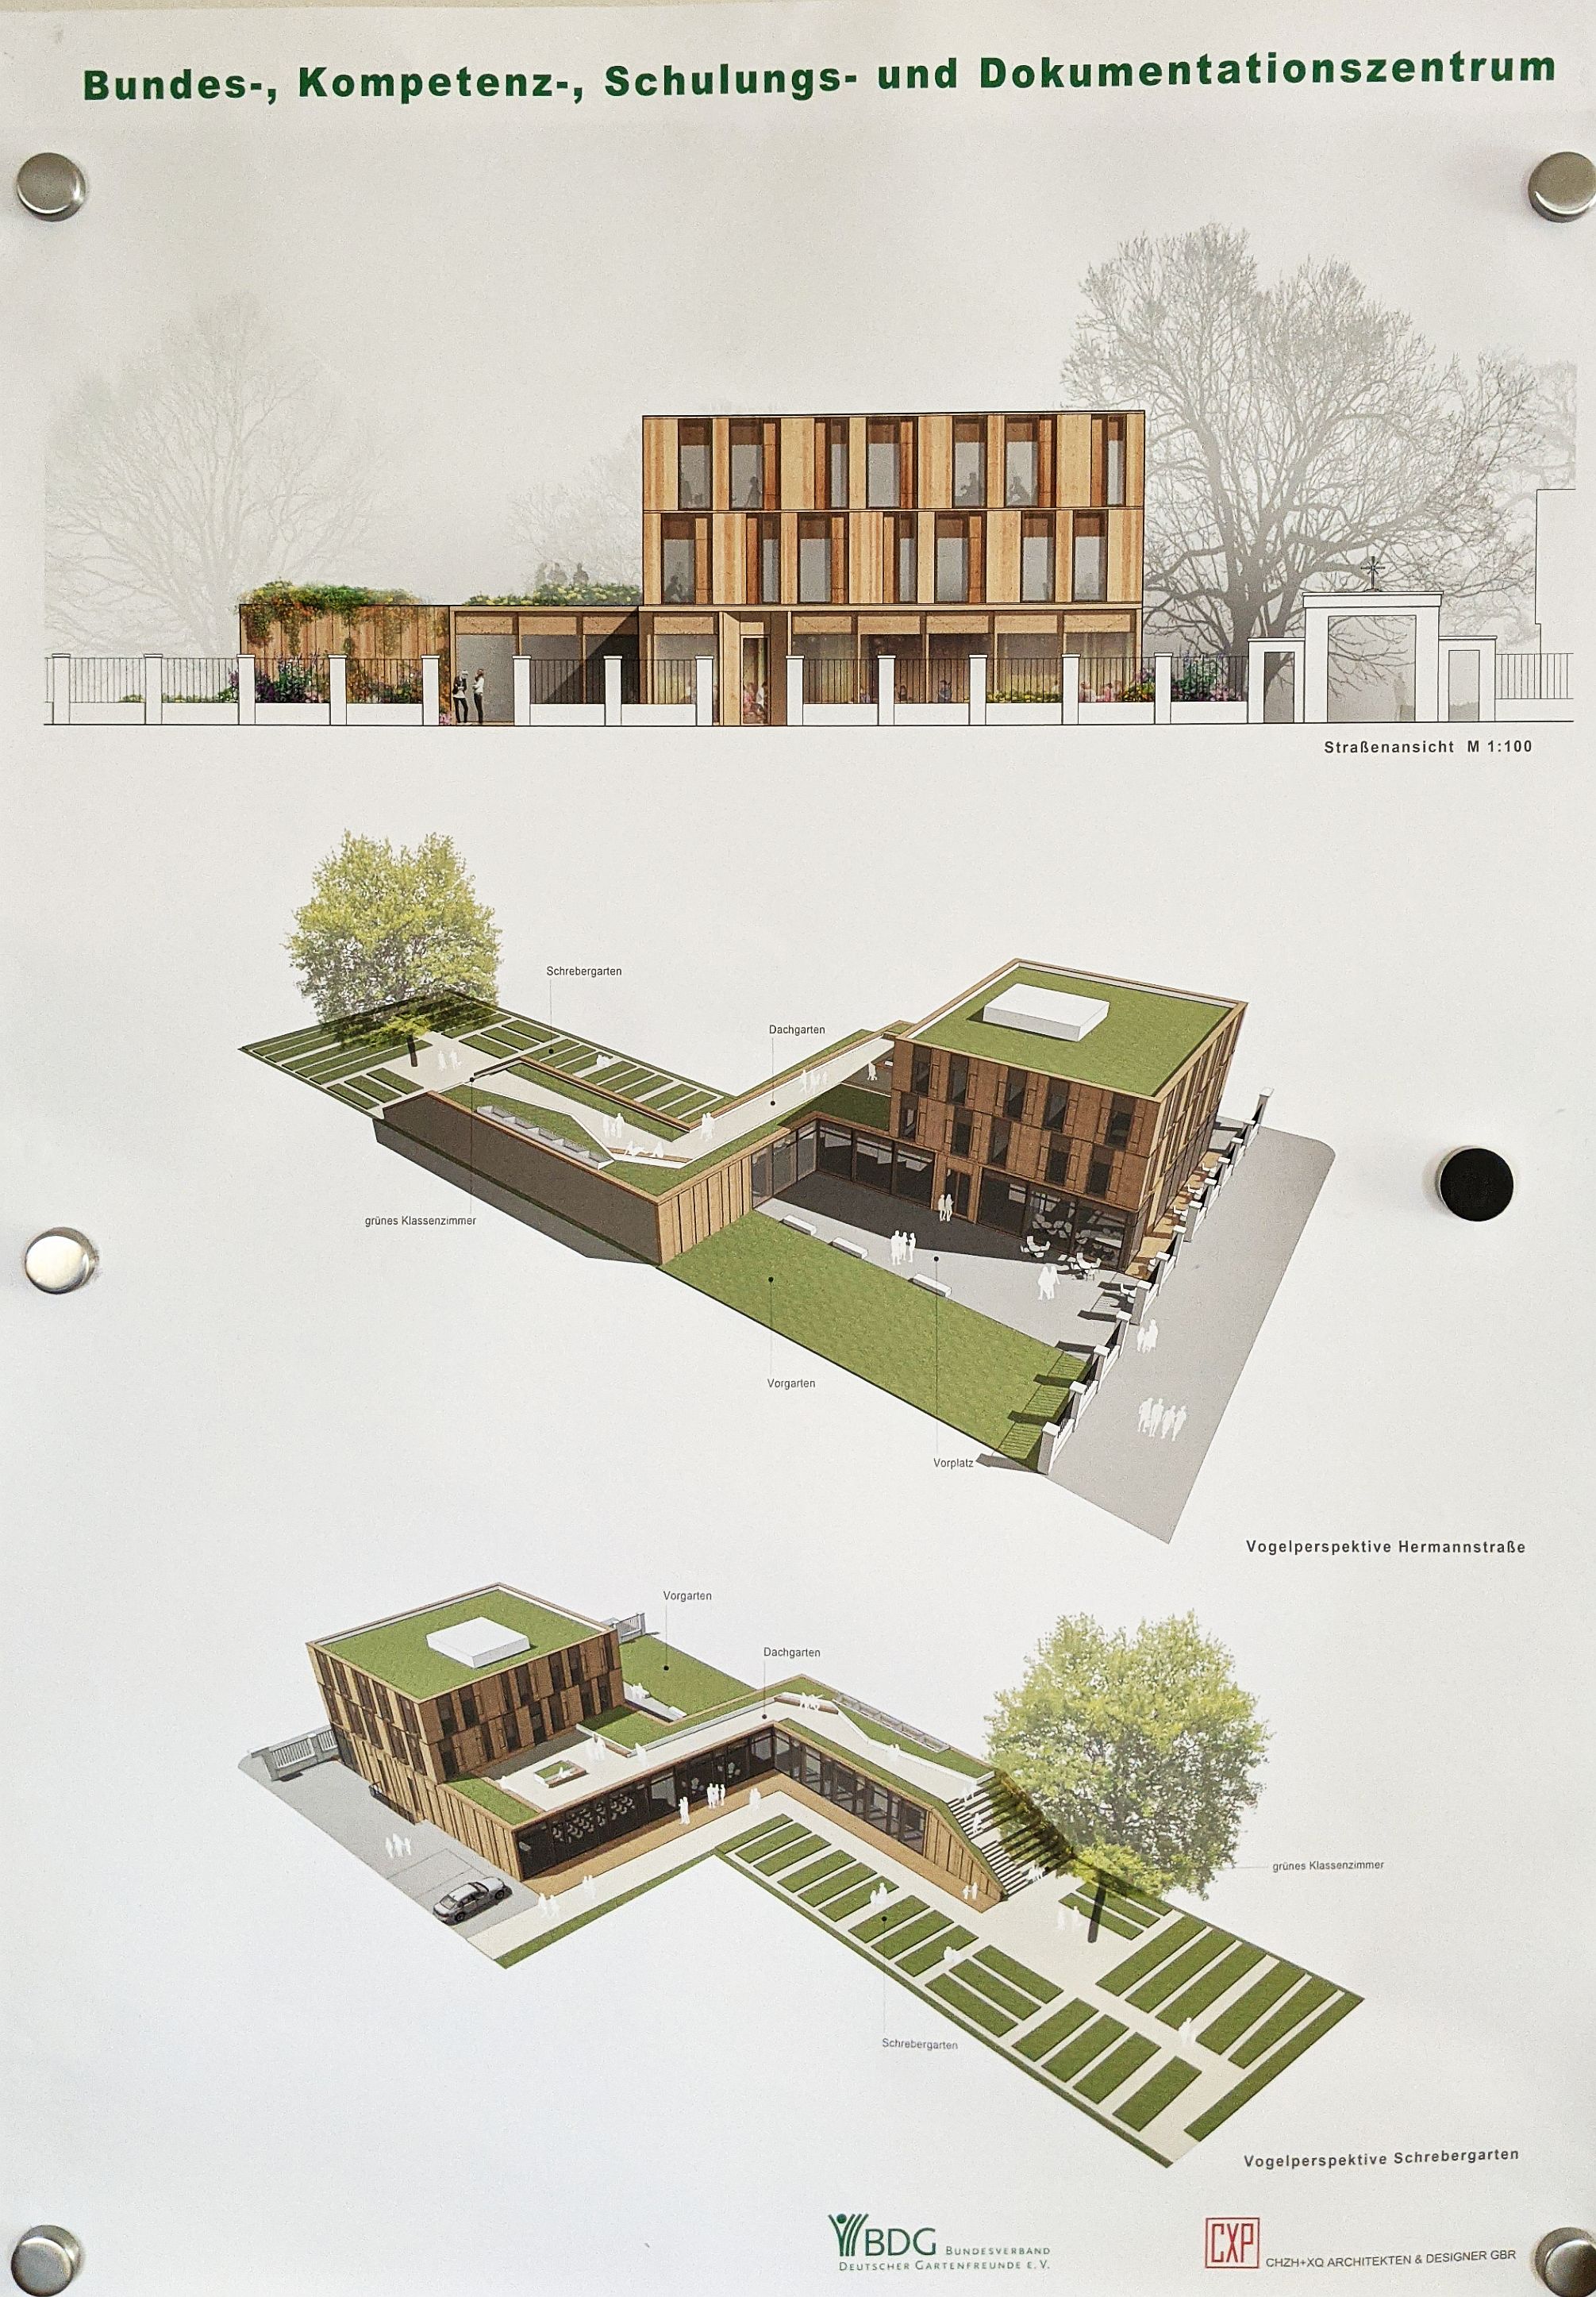 Bundes-, Kompetenz-, Schulungs- und Dokumentationszentrum
Straßenansicht M 1:100
Schrebergarten
Dachgarten
grünes Klassenzimmer
Vorgarten
Vorplatz
Vogelperspektive Hermannstraße
Vorgarten
Dachgarten
grünes Klassenzimmer
Schrebergarten
Vogelperspektive Schrebergarten
BDG BUNDESVERBAND
DEUTSCHER GARTENFREUNDE E.V.
CXP CHZH+XQ ARCHITEKTEN & DESIGNER GBR